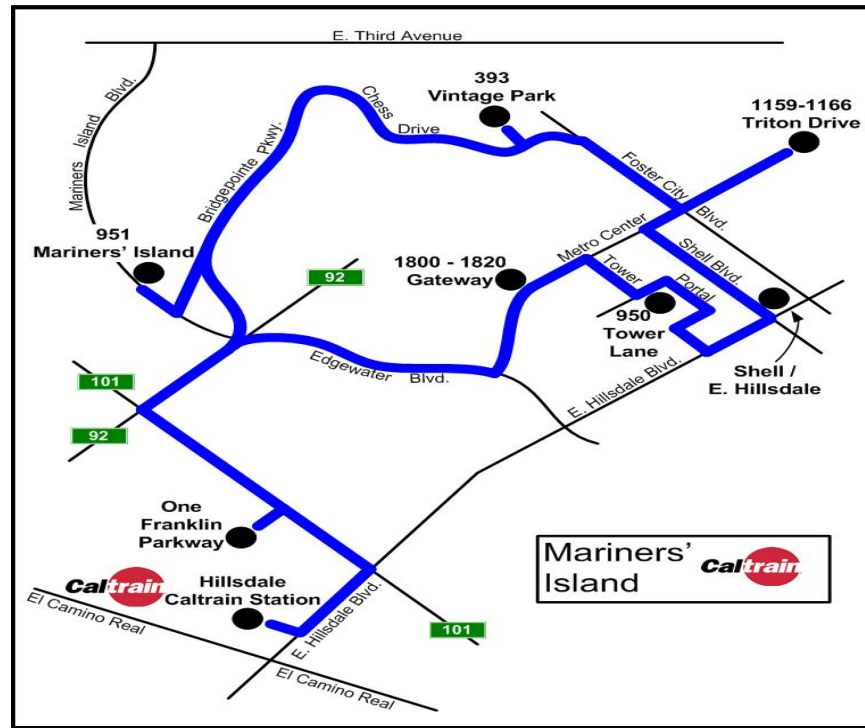 E. Third Avenue
Mariners Island Blvd.
Chess
Drive
Bridgepointe Pkwy.
393
Vintage Park
1159-1166
Triton Drive
Foster City Blvd.
951
Mariners' Island
92
1800 - 1820
Gateway
Metro Center
Tower
Portal
Shell Blvd.
950
Tower
Lane
Shell /
E. Hillsdale
Edgewater Blvd.
E. Hillsdale Blvd.
101
92
One
Franklin
Parkway
Caltrain
Hillsdale
Caltrain Station
El Camino Real
E. Hillsdale Blvd.
101
El Camino Real
Mariners'
Island
Caltrain